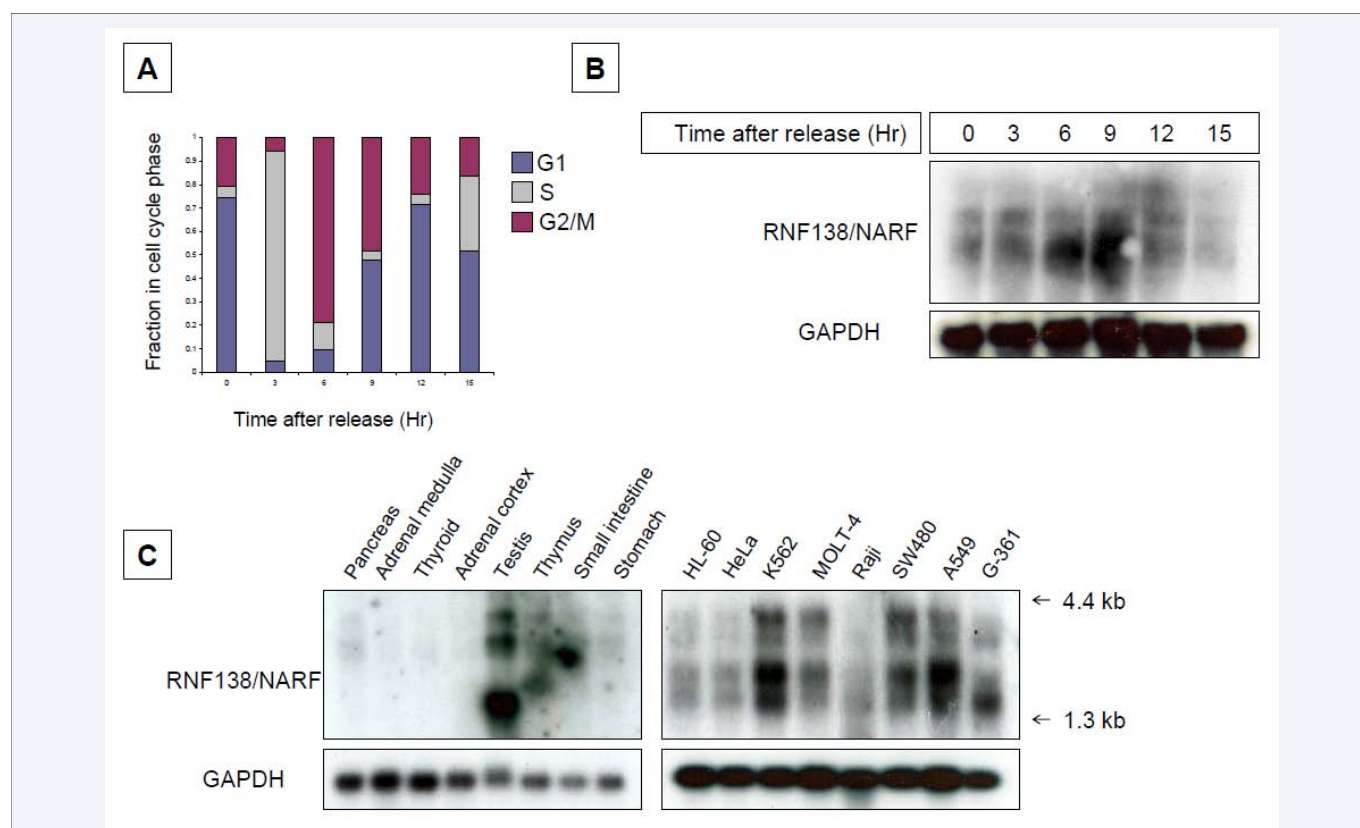 A
Fraction in cell cycle phase
1
0.9
0.8
0.7
0.6
0.5
0.4
0.3
0.2
0.1
0
0 3 6 9 12 15
Time after release (Hr)
G1
S
G2/M
B
Time after release (Hr) 0 3 6 9 12 15
RNF138/NARF
GAPDH
C
Pancreas
Adrenal medulla
Thyroid
Adrenal cortex
Testis
Thymus
Small intestine
Stomach
HL-60
HeLa
K562
MOLT-4
Raji
SW480
A549
G-361
RNF138/NARF
← 4.4 kb
← 1.3 kb
GAPDH